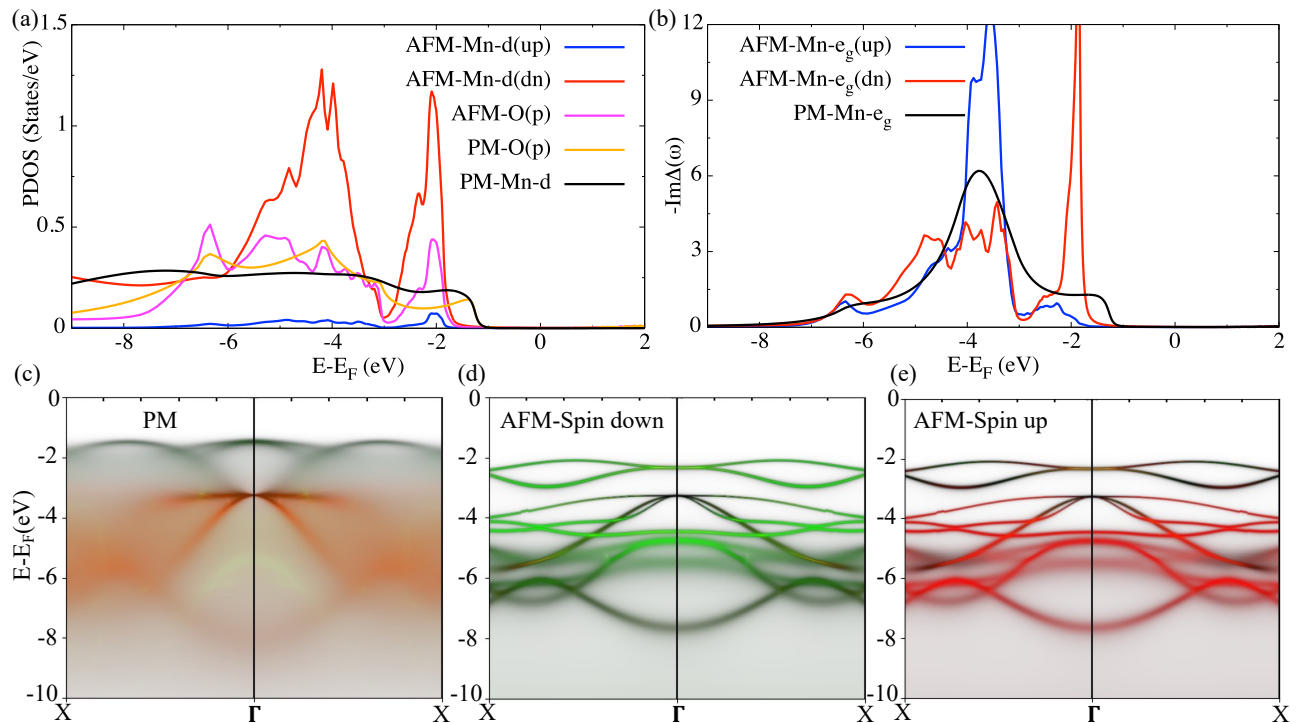 (a)
1.5
1
0.5
0
PDOS (States/eV)
AFM-Mn-d(up)
AFM-Mn-d(dn)
AFM-O(p)
PM-O(p)
PM-Mn-d
-8 -6 -4 -2 0 2
E-E_F (eV)
(b)
12
9
6
3
0
-ImΔ(ω)
AFM-Mn-e_g(up)
AFM-Mn-e_g(dn)
PM-Mn-e_g
-8 -6 -4 -2 0 2
E-E_F (eV)
(c)
PM
0
-2
-4
-6
-8
-10
E-E_F(eV)
X Γ X
(d)
AFM-Spin down
0
-2
-4
-6
-8
-10
X Γ X
(e)
AFM-Spin up
0
-2
-4
-6
-8
-10
X Γ X